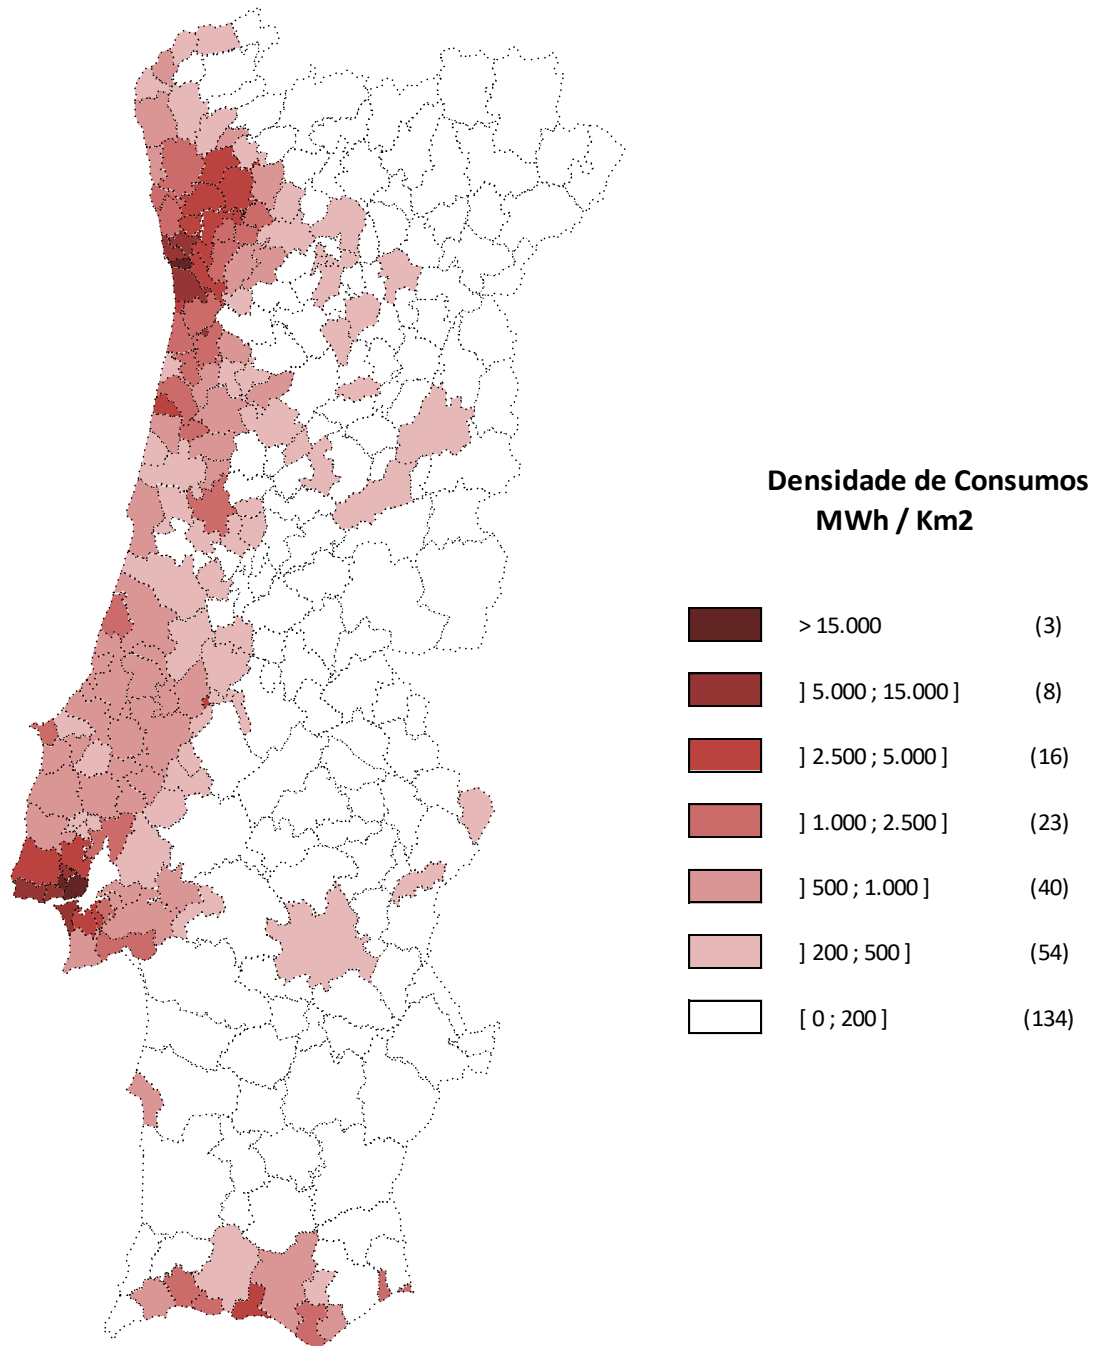 Densidade de Consumos
MWh / Km2
> 15.000 (3)
] 5.000 ; 15.000 ] (8)
] 2.500 ; 5.000 ] (16)
] 1.000 ; 2.500 ] (23)
] 500 ; 1.000 ] (40)
] 200 ; 500 ] (54)
[ 0 ; 200 ] (134)